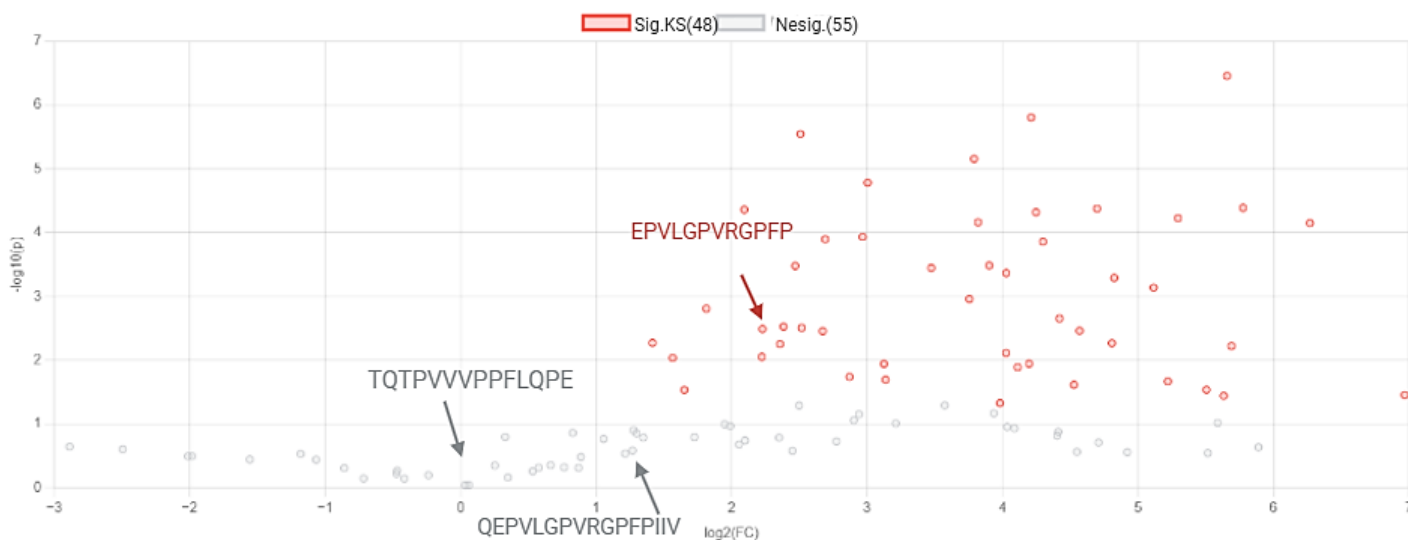 Sig.KS(48) 'Nesig.(55)
7
6
5
4
3
2
1
0
-log10(p)
EPVLGPVRGPFP
TQTPVVVPPFLQPE
QEPVLGPVRGPFPIIV
−3 −2 −1 0 1 2 3 4 5 6 7
log2(FC)